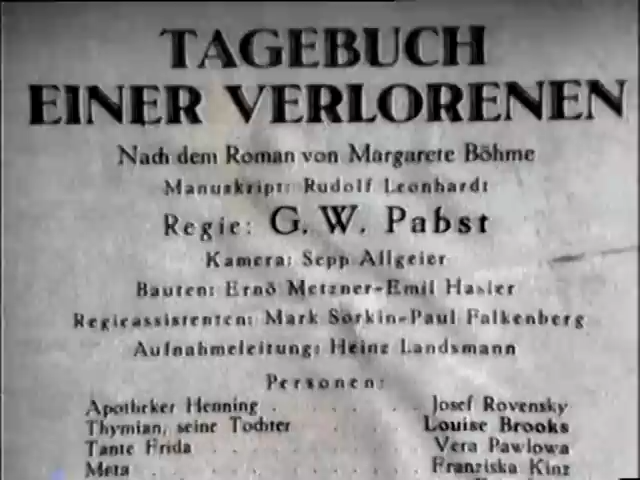 TAGEBUCH
EINER VERLORENEN
Nach dem Roman von Margarete Böhme
Manuskript: Rudolf Leonhardt
Regie: G. W. Pabst
Kamera: Sepp Allgeier
Bauten: Ernö Metzner-Emil Hasler
Regieassistenten: Mark Sorkin-Paul Falkenberg
Aufnahmeleitung: Heinz Landsmann
Personen:
Apotheker Henning . . . . . . Josef Rovensky
Thymian, seine Tochter . . . . . Louise Brooks
Tante Frida . . . . . . . . Vera Pawlowa
Meta . . . . . . . . . . Franziska Kinz